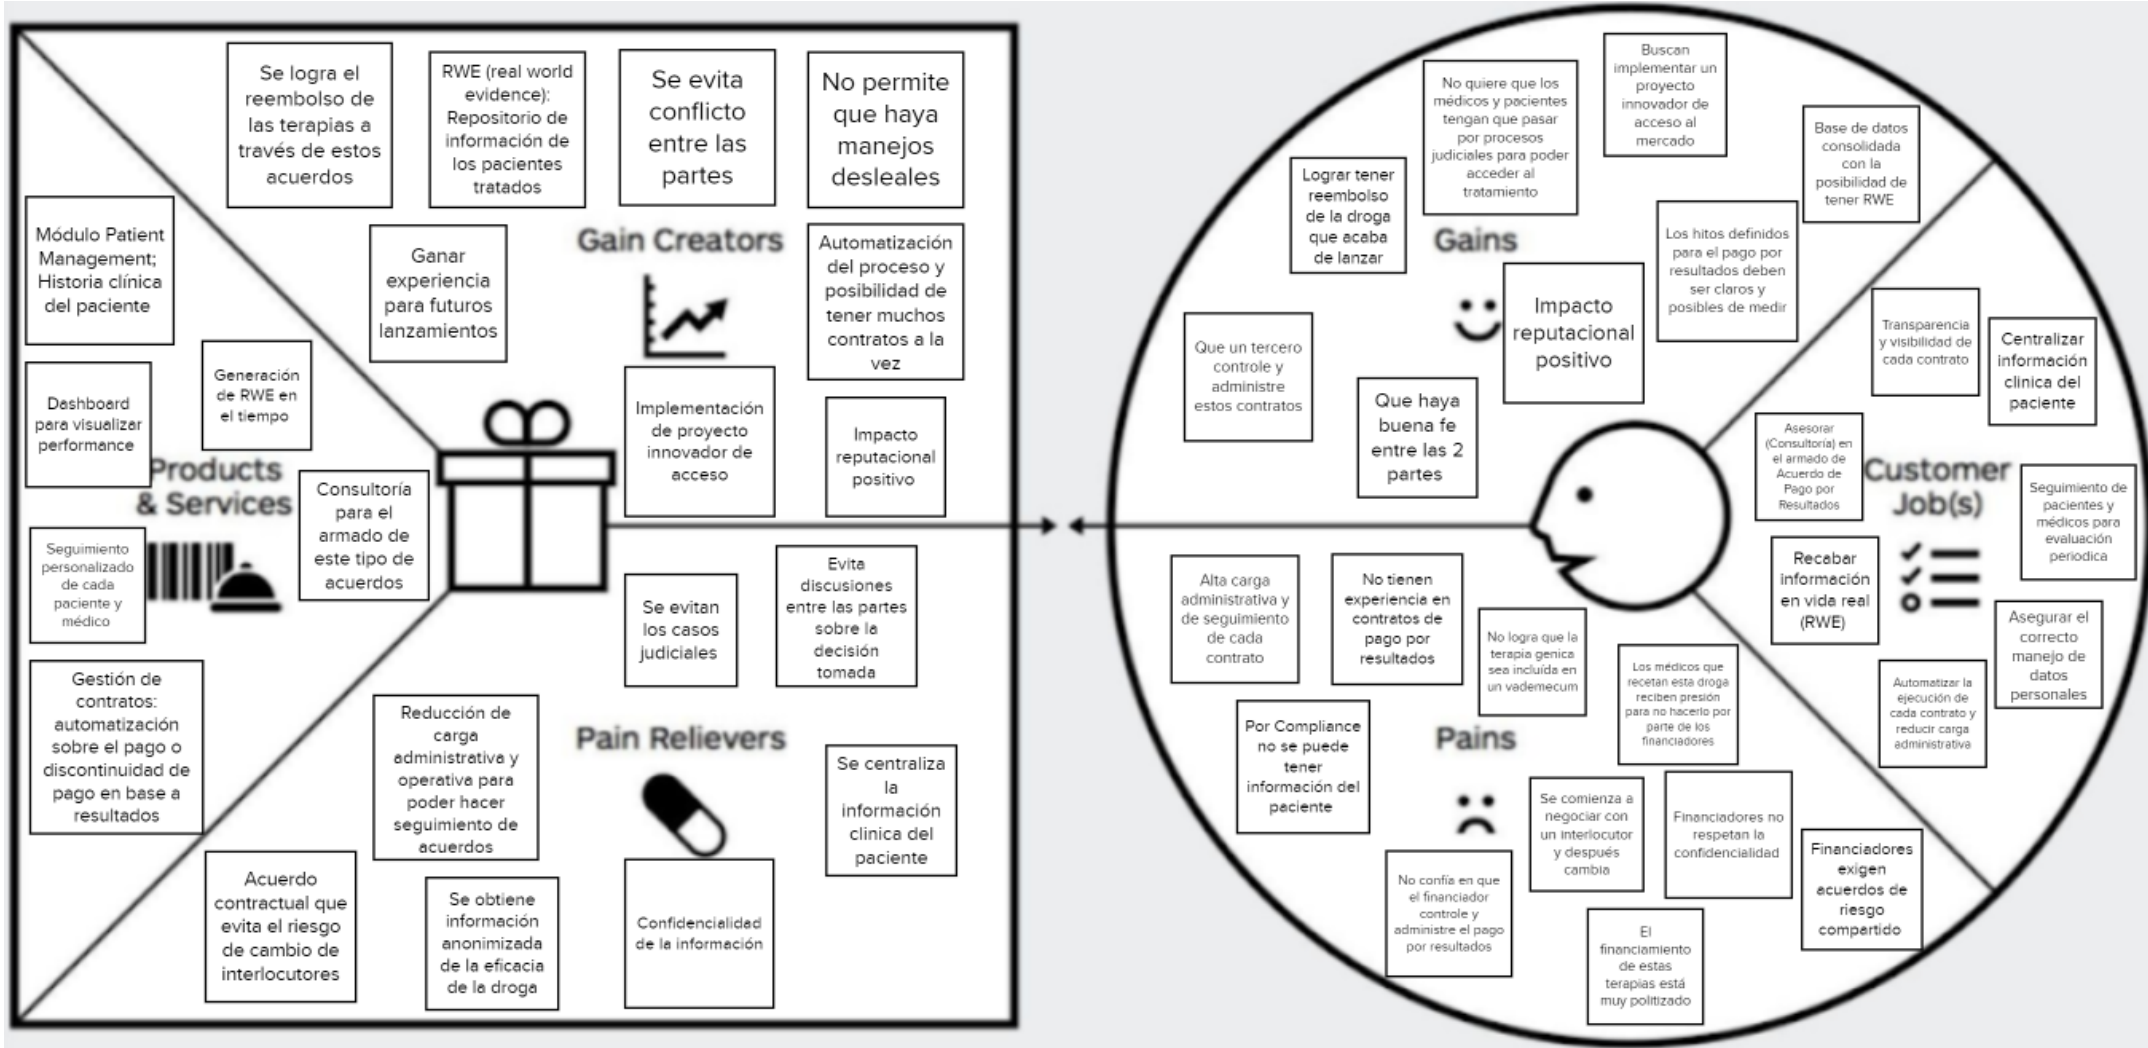 Se logra el
reembolso de
las terapias a
través de estos
acuerdos
RWE (real world
evidence):
Repositorio de
información de
los pacientes
tratados
Se evita
conflicto
entre las
partes
No permite
que haya
manejos
desleales
Módulo Patient
Management;
Historia clínica
del paciente
Ganar
experiencia
para futuros
lanzamientos
Gain Creators
Automatización
del proceso y
posibilidad de
tener muchos
contratos a la
vez
Dashboard
para visualizar
performance
Generación
de RWE en
el tiempo
Implementación
de proyecto
innovador de
acceso
Impacto
reputacional
positivo
Products
& Services
Consultoría
para el
armado de
este tipo de
acuerdos
Seguimiento
personalizado
de cada
paciente y
médico
Gestión de
contratos:
automatización
sobre el pago o
discontinuidad de
pago en base a
resultados
Se evitan
los casos
judiciales
Evita
discusiones
entre las partes
sobre la
decisión
tomada
Reducción de
carga
administrativa y
operativa para
poder hacer
seguimiento de
acuerdos
Pain Relievers
Se centraliza
la
información
clinica del
paciente
Acuerdo
contractual que
evita el riesgo
de cambio de
interlocutores
Se obtiene
información
anonimizada
de la eficacia
de la droga
Confidencialidad
de la información
Buscan
implementar un
proyecto
innovador de
acceso al
mercado
No quiere que los
médicos y pacientes
tengan que pasar
por procesos
judiciales para poder
acceder al
tratamiento
Base de datos
consolidada
con la
posibilidad de
tener RWE
Lograr tener
reembolso
de la droga
que acaba
de lanzar
Gains
Los hitos definidos
para el pago por
resultados deben
ser claros y
posibles de medir
Impacto
reputacional
positivo
Que un tercero
controle y
administre
estos contratos
Que haya
buena fe
entre las 2
partes
Transparencia
y visibilidad de
cada contrato
Centralizar
información
clinica del
paciente
Asesorar
(Consultoría) en
el armado de
Acuerdo de
Pago por
Resultados
Customer
Job(s)
Seguimiento de
pacientes y
médicos para
evaluación
periodica
Recabar
información
en vida real
(RWE)
Asegurar el
correcto
manejo de
datos
personales
Automatizar la
ejecución de
cada contrato y
reducir carga
administrativa
Alta carga
administrativa y
de seguimiento
de cada
contrato
No tienen
experiencia en
contratos de
pago por
resultados
No logra que la
terapia genica
sea incluída en
un vademecum
Los médicos que
recetan esta droga
reciben presión
para no hacerlo por
parte de los
financiadores
Por Compliance
no se puede
tener
información del
paciente
Pains
Se comienza a
negociar con
un interlocutor
y después
cambia
Financiadores no
respetan la
confidencialidad
Financiadores
exigen
acuerdos de
riesgo
compartido
No confía en que
el financiador
controle y
administre el pago
por resultados
El
financiamiento
de estas
terapias está
muy politizado